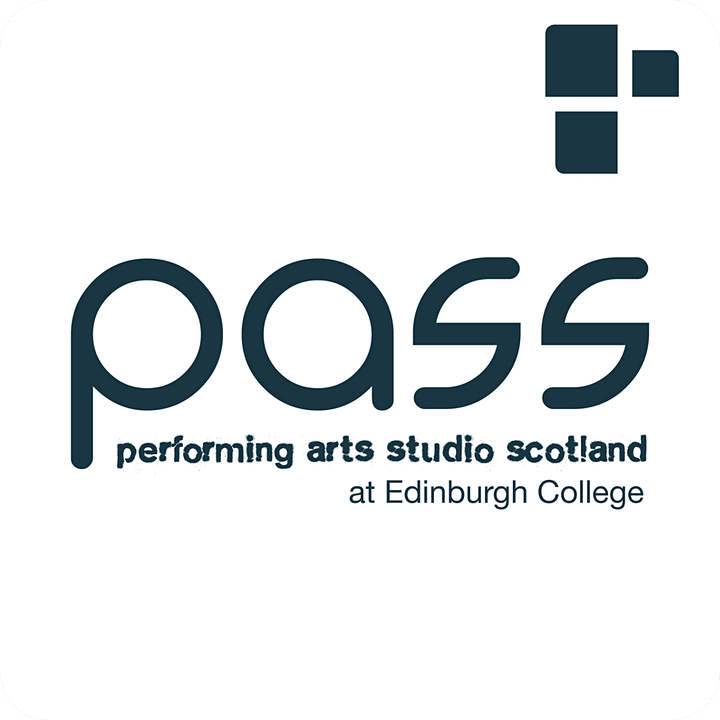 pass
performing arts studio scotland
at Edinburgh College